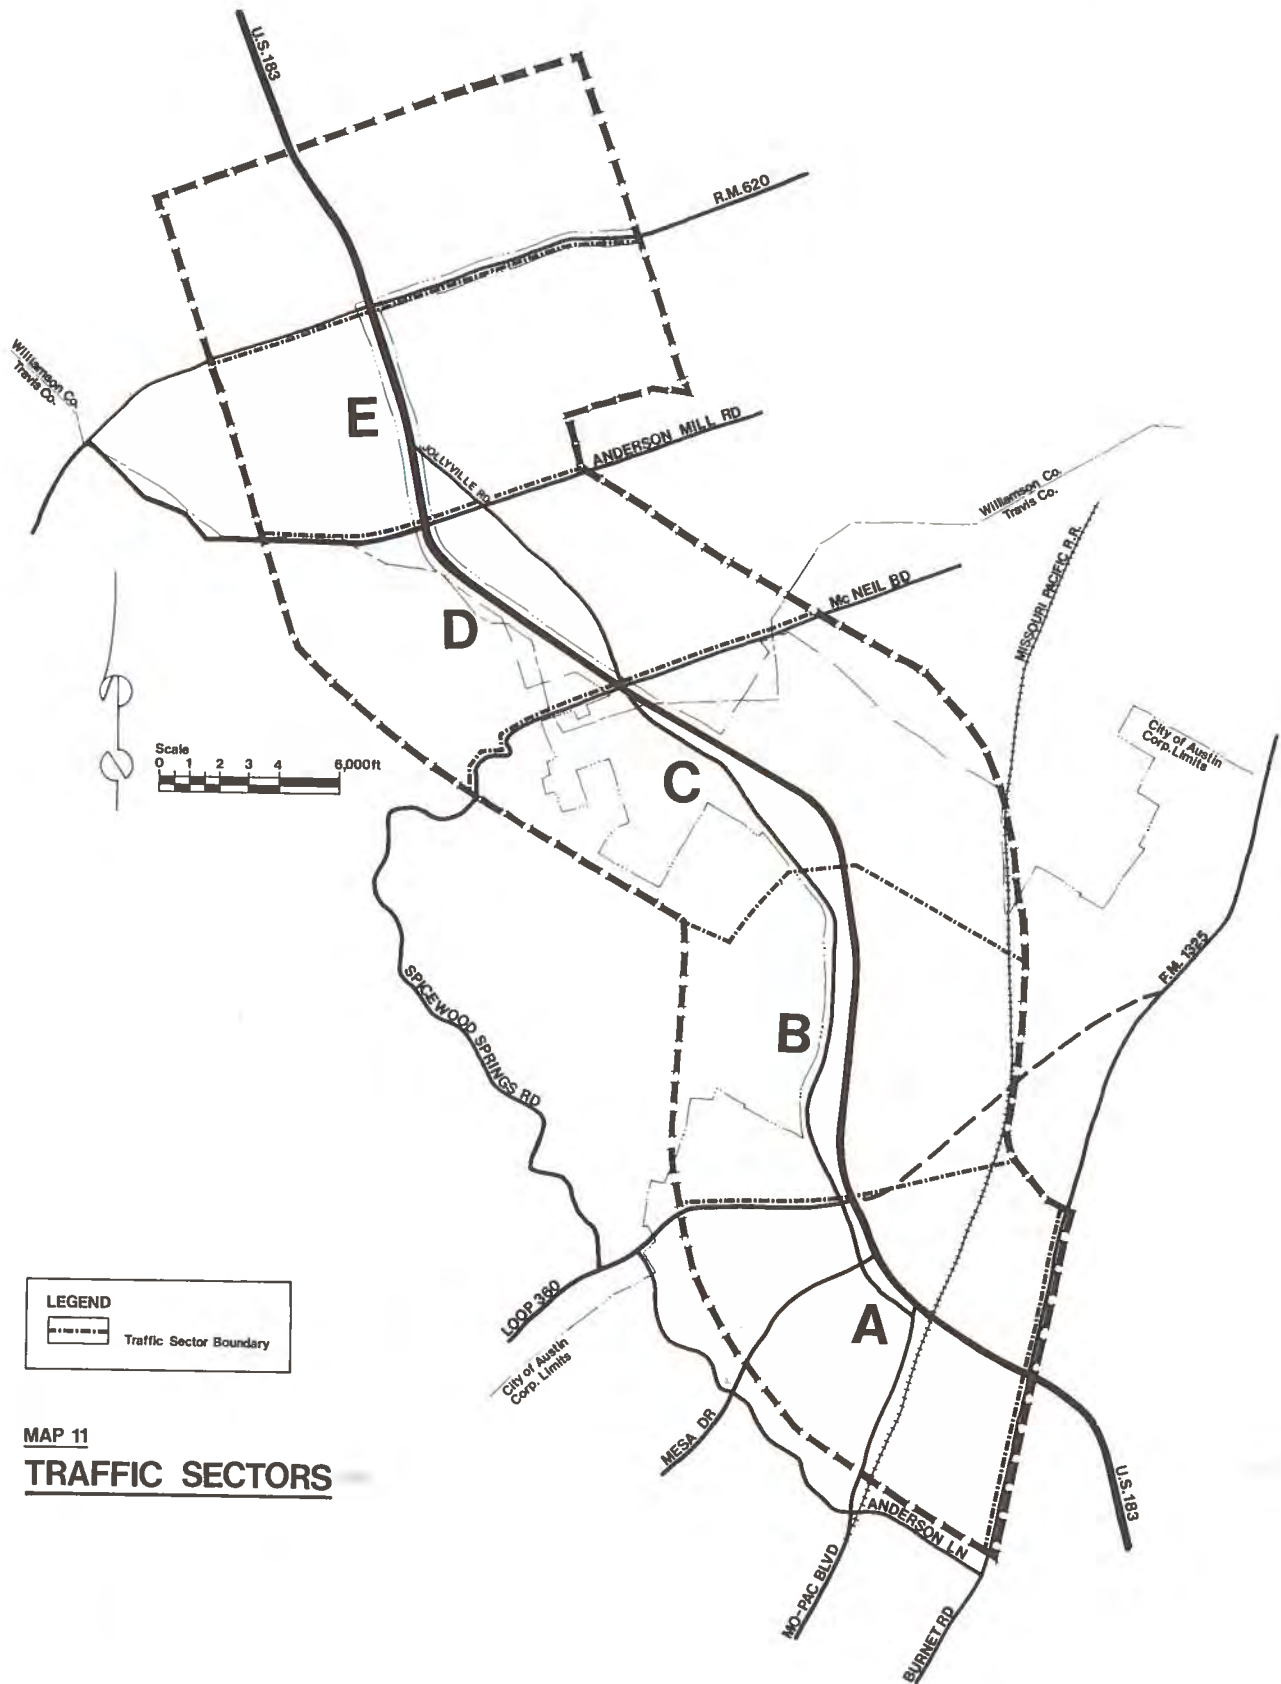 U.S.183
R.M.620
Williamson Co.
Travis Co.
E
JOLLYVILLE RD
ANDERSON MILL RD
Williamson Co.
Travis Co.
MISSOURI PACIFIC R.R.
Mc NEIL RD
D
City of Austin
Corp. Limits
Scale
0 1 2 3 4 6,000ft
C
F.M. 1325
SPICEWOOD SPRINGS RD
B
LOOP 360
City of Austin
Corp. Limits
A
LEGEND
Traffic Sector Boundary
MESA DR
MAP 11
TRAFFIC SECTORS
U.S.183
ANDERSON LN
MO-PAC BLVD
BURNET RD